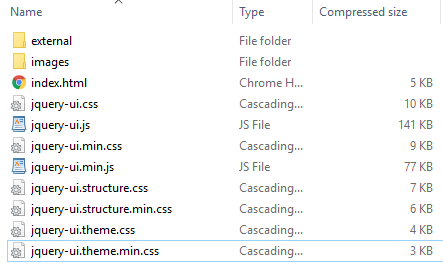 Name Type Compressed size
external File folder
images File folder
index.html Chrome H... 5 KB
jquery-ui.css Cascading... 10 KB
jquery-ui.js JS File 141 KB
jquery-ui.min.css Cascading... 9 KB
jquery-ui.min.js JS File 77 KB
jquery-ui.structure.css Cascading... 7 KB
jquery-ui.structure.min.css Cascading... 6 KB
jquery-ui.theme.css Cascading... 4 KB
jquery-ui.theme.min.css Cascading... 3 KB